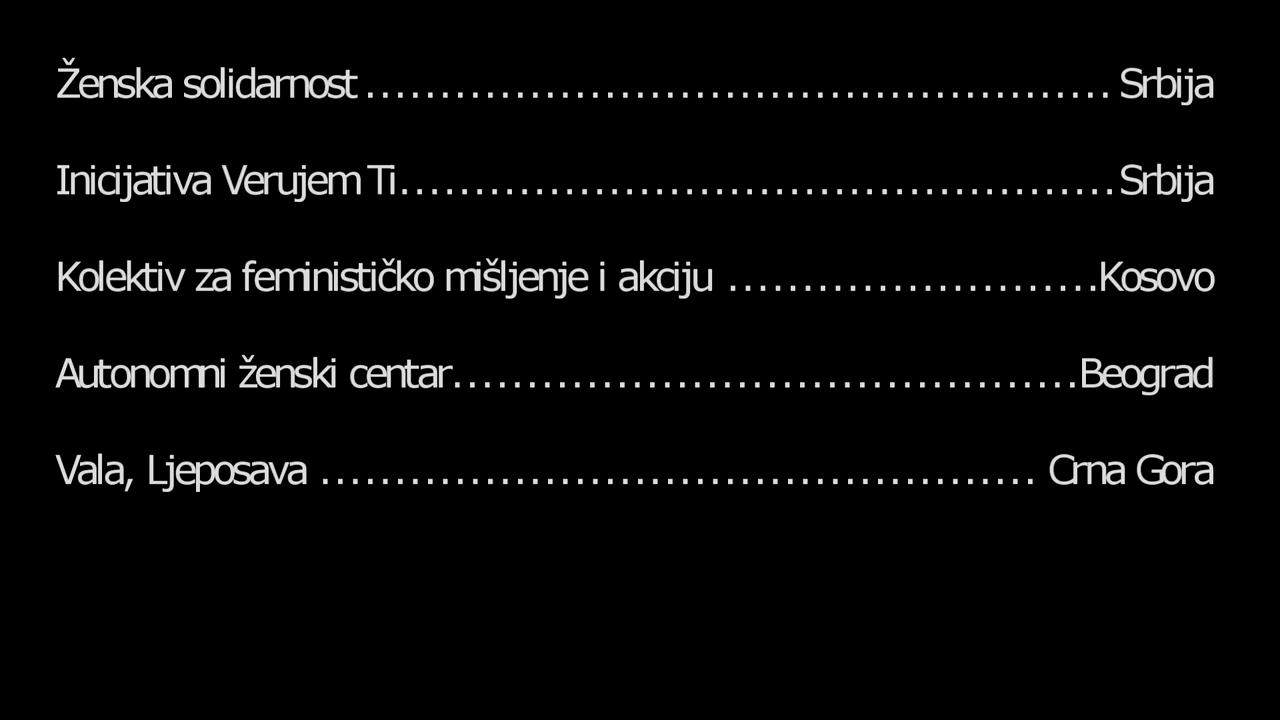 Ženska solidarnost .................................................. Srbija
Inicijativa Verujem Ti................................................Srbija
Kolektiv za feminističko mišljenje i akciju .........................Kosovo
Autonomni ženski centar..........................................Beograd
Vala, Ljeposava ................................................ Crna Gora